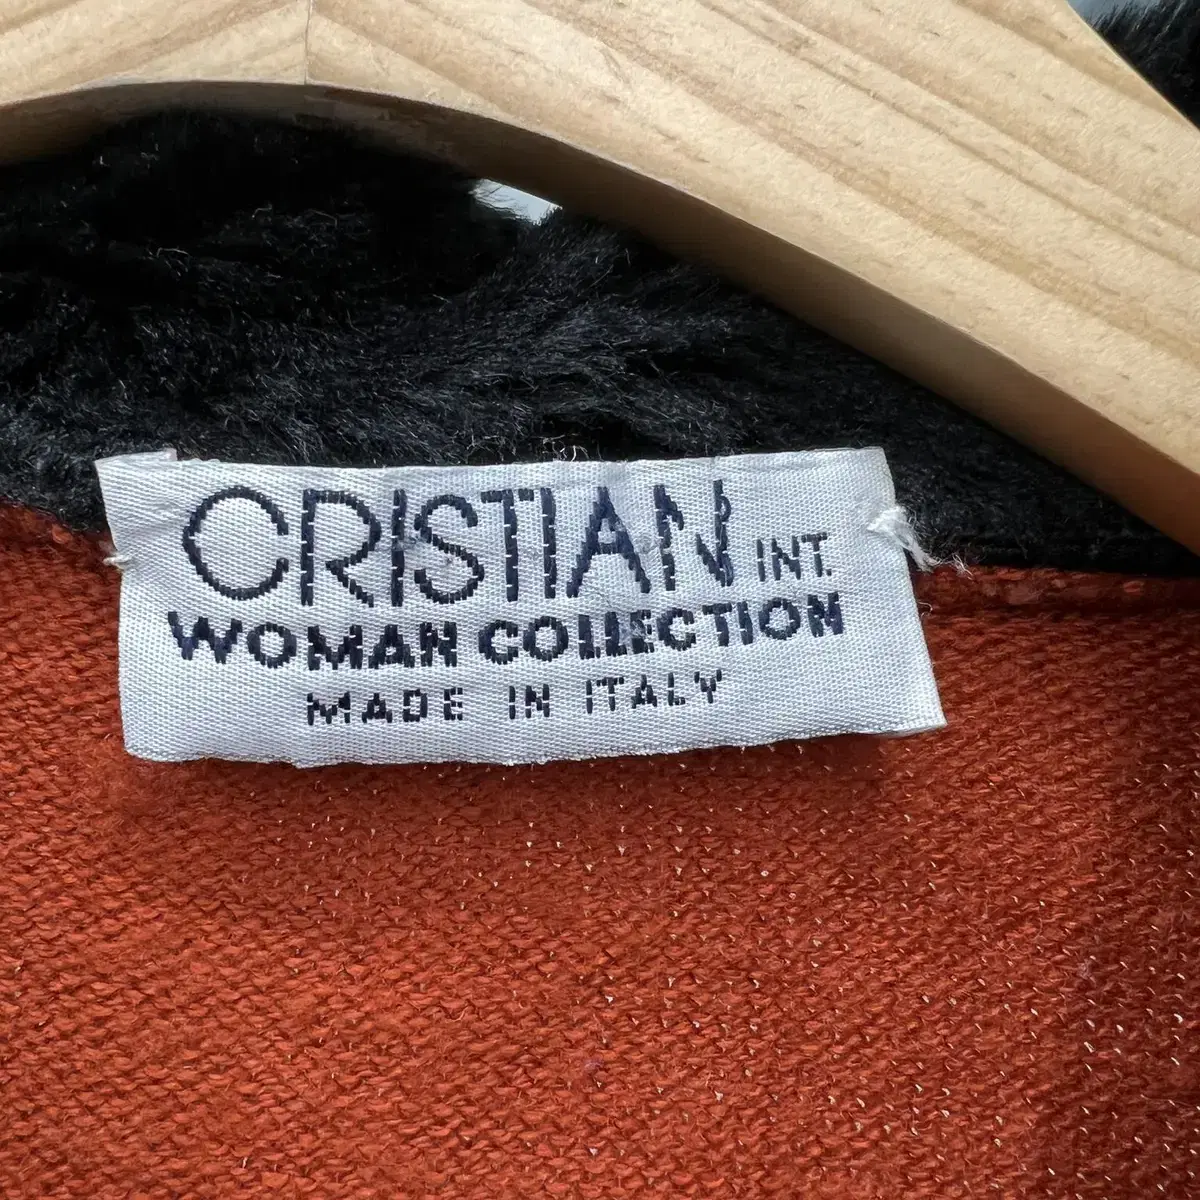 CRISTIAN INT.
WOMAN COLLECTION
MADE IN ITALY